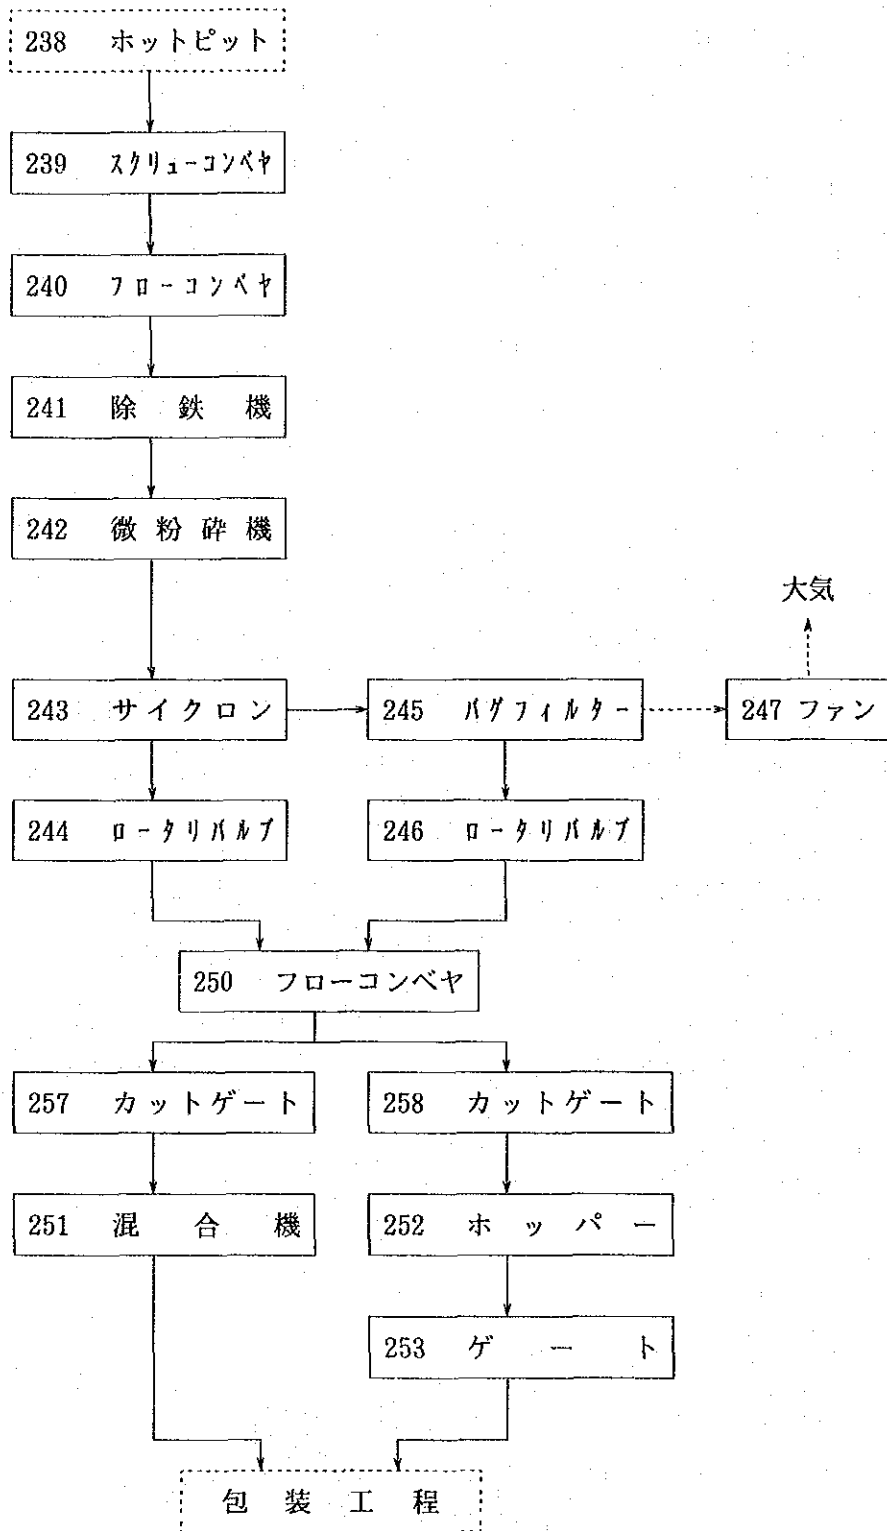 238 ホットピット
239 スクリューコンベヤ
240 フローコンベヤ
241 除鉄機
242 微粉砕機
大気
243 サイクロン
245 バグフィルター
247 ファン
244 ロータリバルブ
246 ロータリバルブ
250 フローコンベヤ
257 カットゲート
258 カットゲート
251 混合機
252 ホッパー
253 ゲート
包装工程